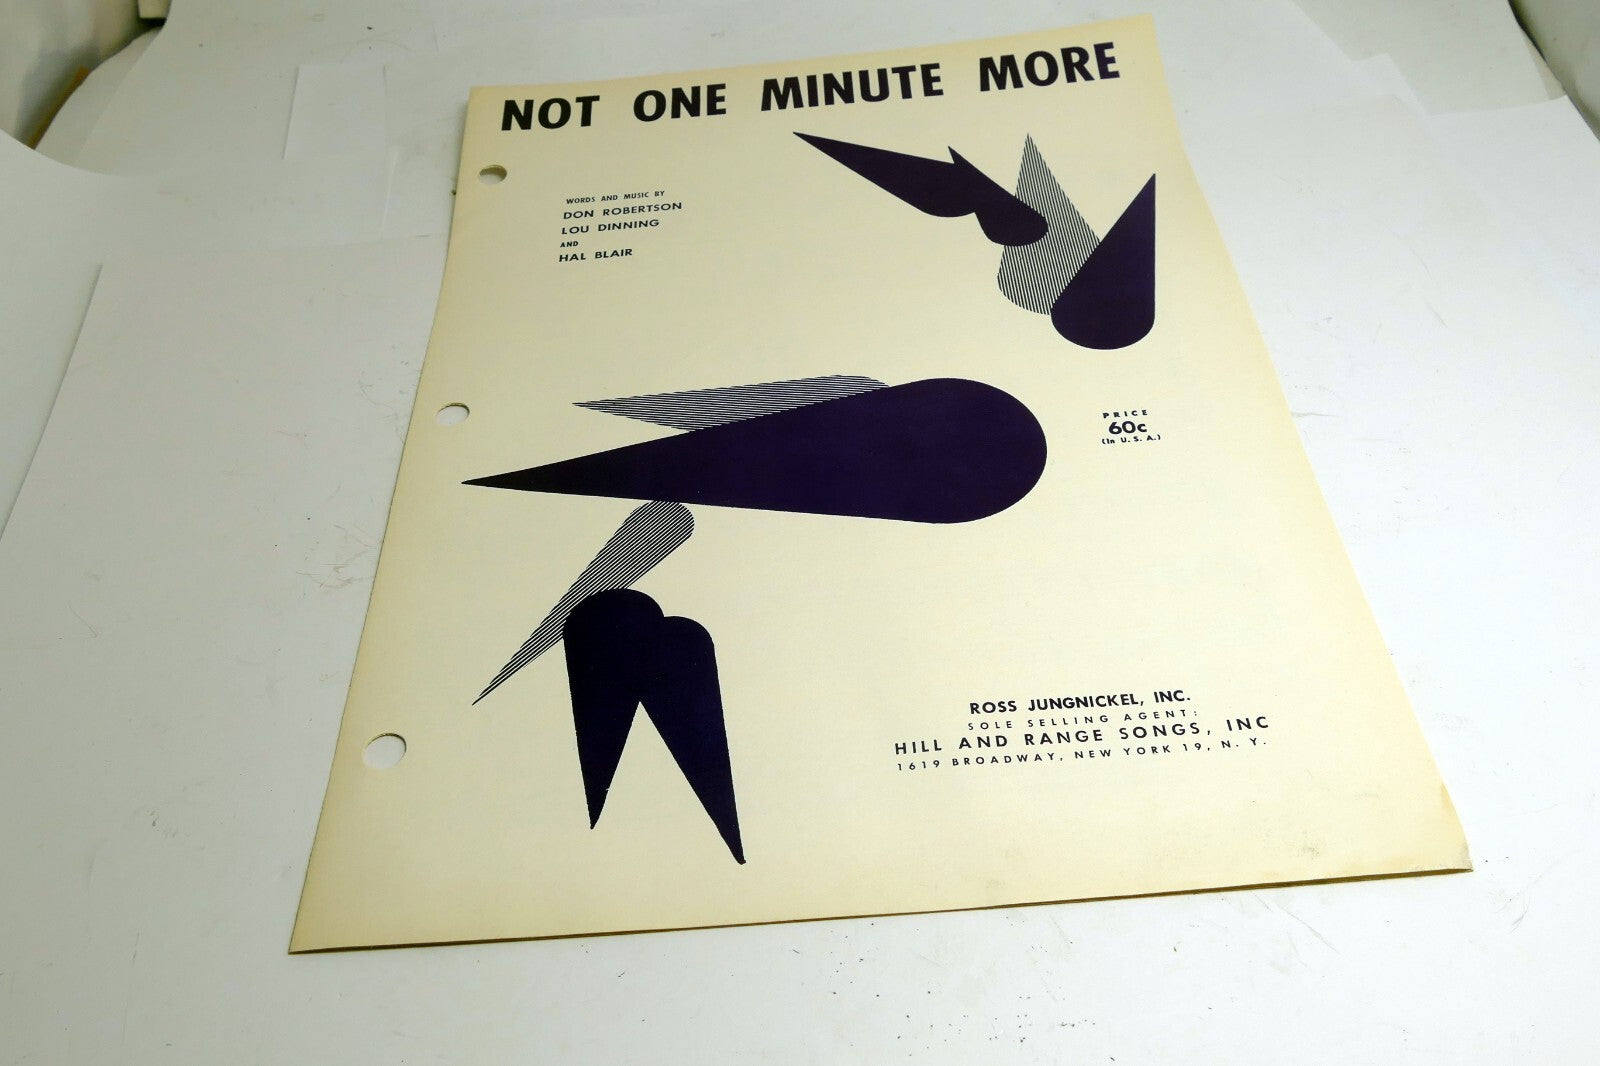 NOT ONE MINUTE MORE
WORDS AND MUSIC BY
DON ROBERTSON
LOU DINNING
AND
HAL BLAIR
PRICE
60c
(In U. S. A.)
ROSS JUNGNICKEL, INC.
SOLE SELLING AGENT:
HILL AND RANGE SONGS, INC
1619 BROADWAY, NEW YORK 19, N. Y.